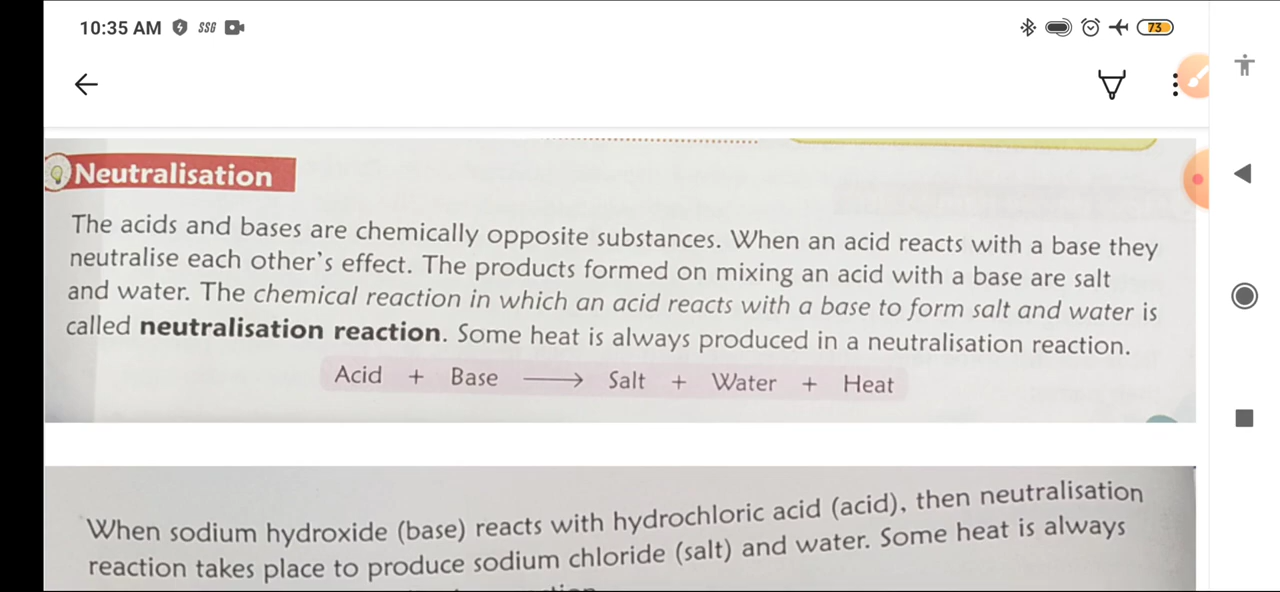 10:35 AM SSG
73
Neutralisation
The acids and bases are chemically opposite substances. When an acid reacts with a base they
neutralise each other's effect. The products formed on mixing an acid with a base are salt
and water. The chemical reaction in which an acid reacts with a base to form salt and water is
called neutralisation reaction. Some heat is always produced in a neutralisation reaction.
Acid + Base ⟶ Salt + Water + Heat
When sodium hydroxide (base) reacts with hydrochloric acid (acid), then neutralisation
reaction takes place to produce sodium chloride (salt) and water. Some heat is always